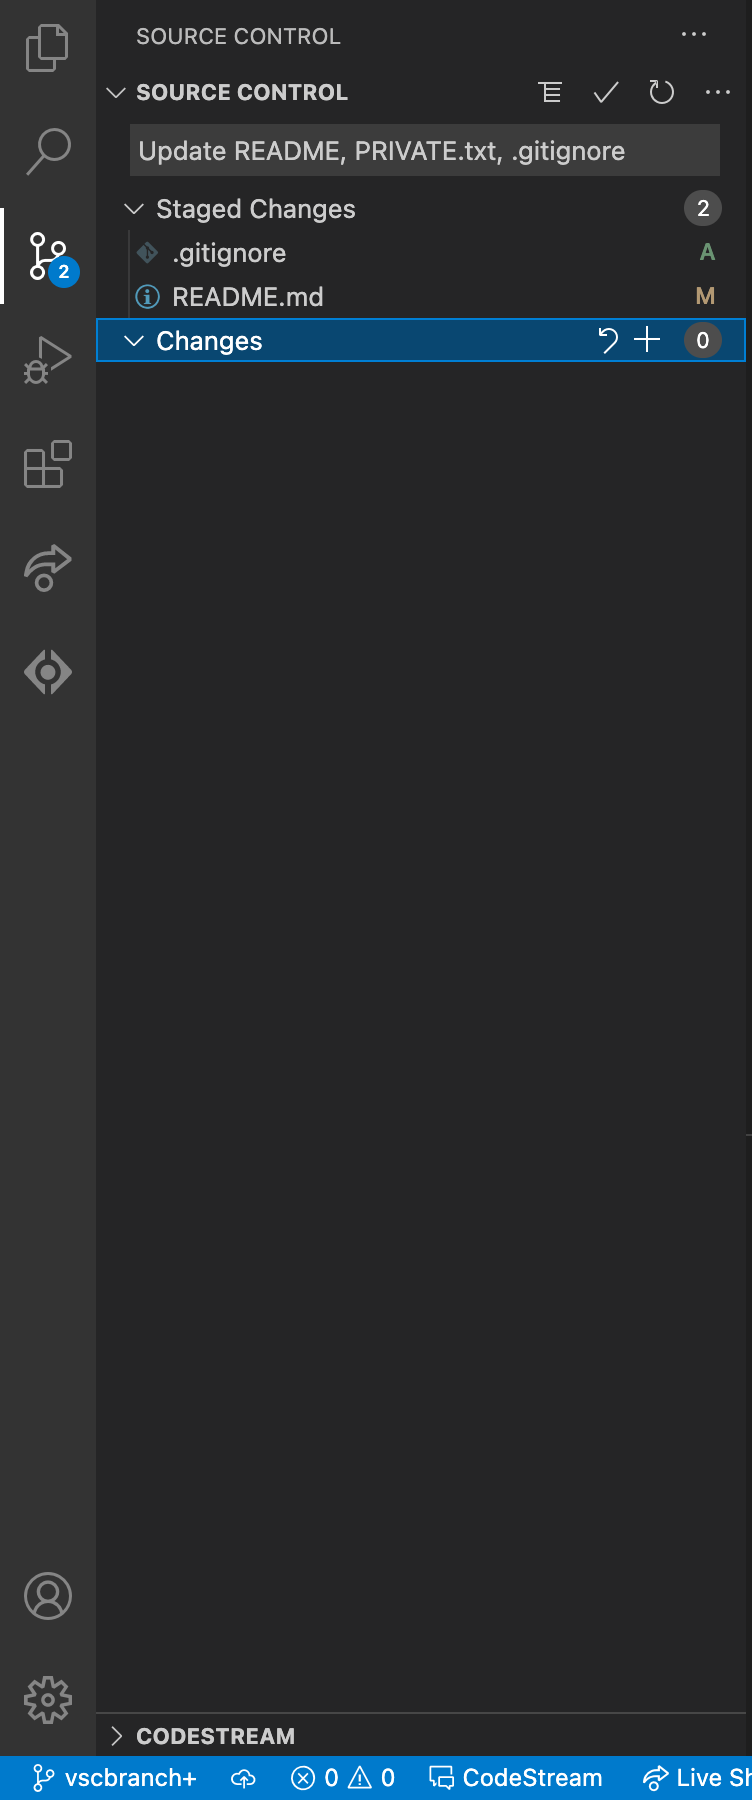 SOURCE CONTROL
SOURCE CONTROL
Update README, PRIVATE.txt, .gitignore
Staged Changes 2
.gitignore A
README.md M
2
Changes 0
CODESTREAM
vscbranch+ 0 0 CodeStream Live Sh